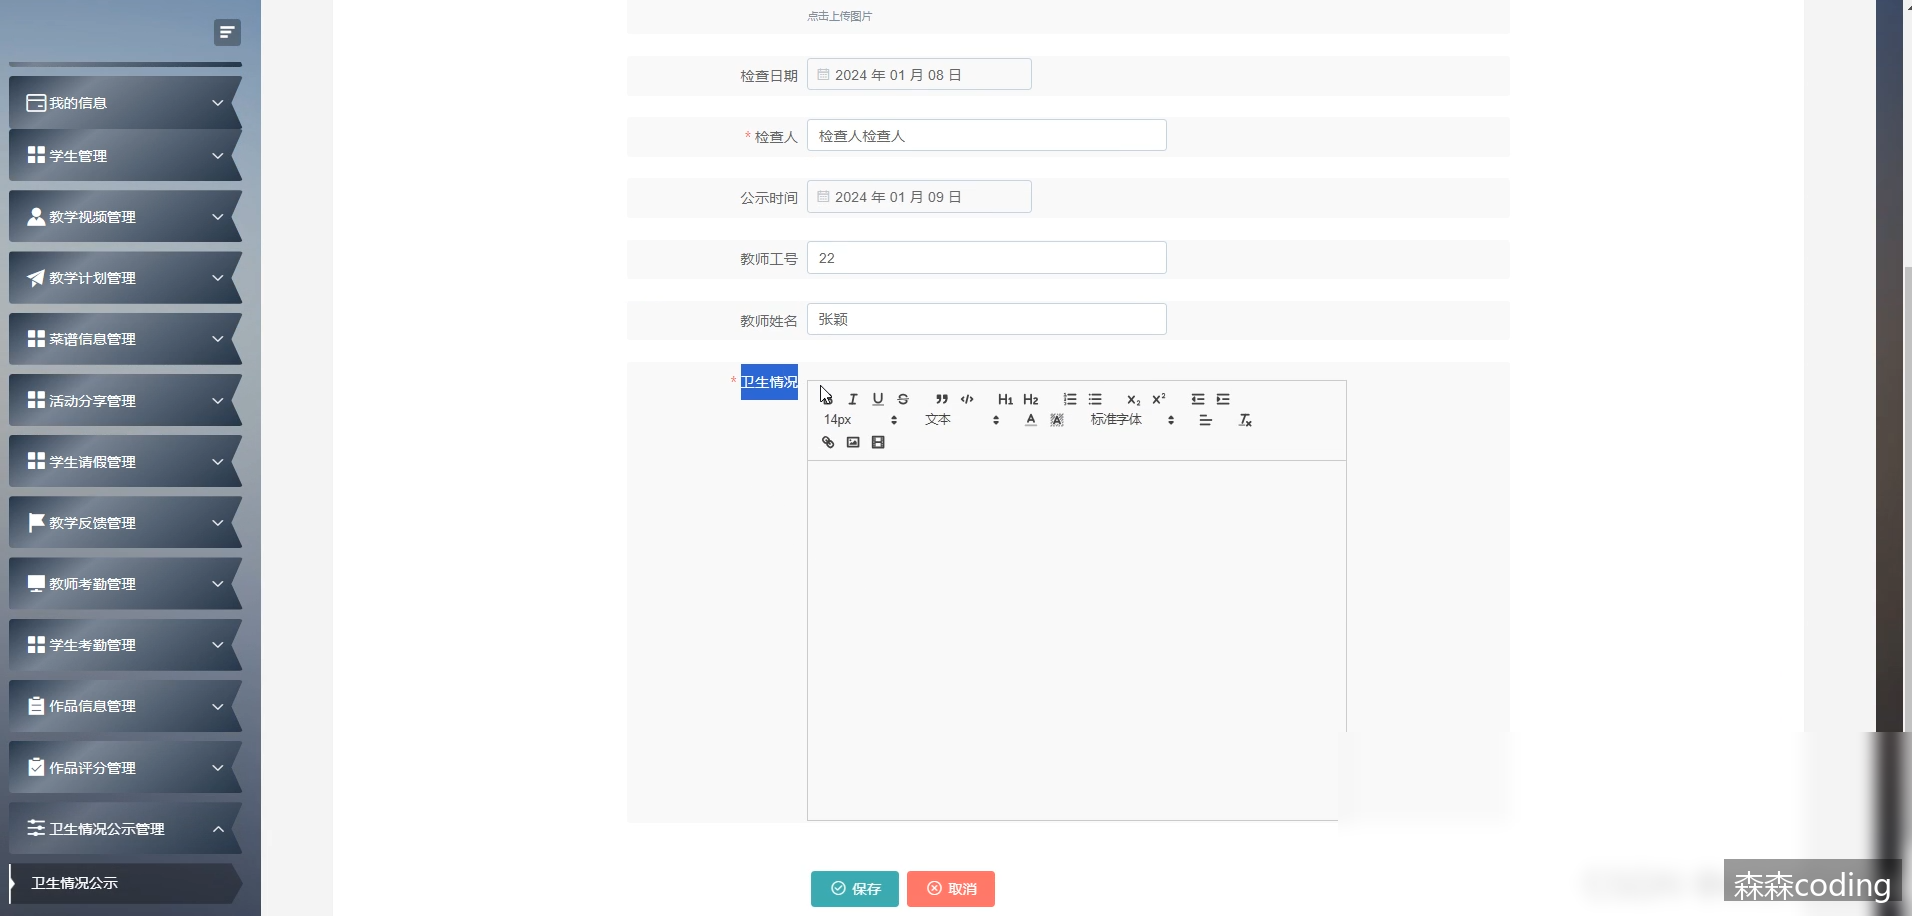 我的信息
学生管理
教学视频管理
教学计划管理
菜谱信息管理
活动分享管理
学生请假管理
教学反馈管理
教师考勤管理
学生考勤管理
作品信息管理
作品评分管理
卫生情况公示管理
卫生情况公示
点击上传图片
检查日期 2024 年 01 月 08 日
* 检查人 检查人检查人
公示时间 2024 年 01 月 09 日
教师工号 22
教师姓名 张颖
* 卫生情况
H1 H2 X₂ X²
14px 文本 A 标准字体
保存 取消
森森coding